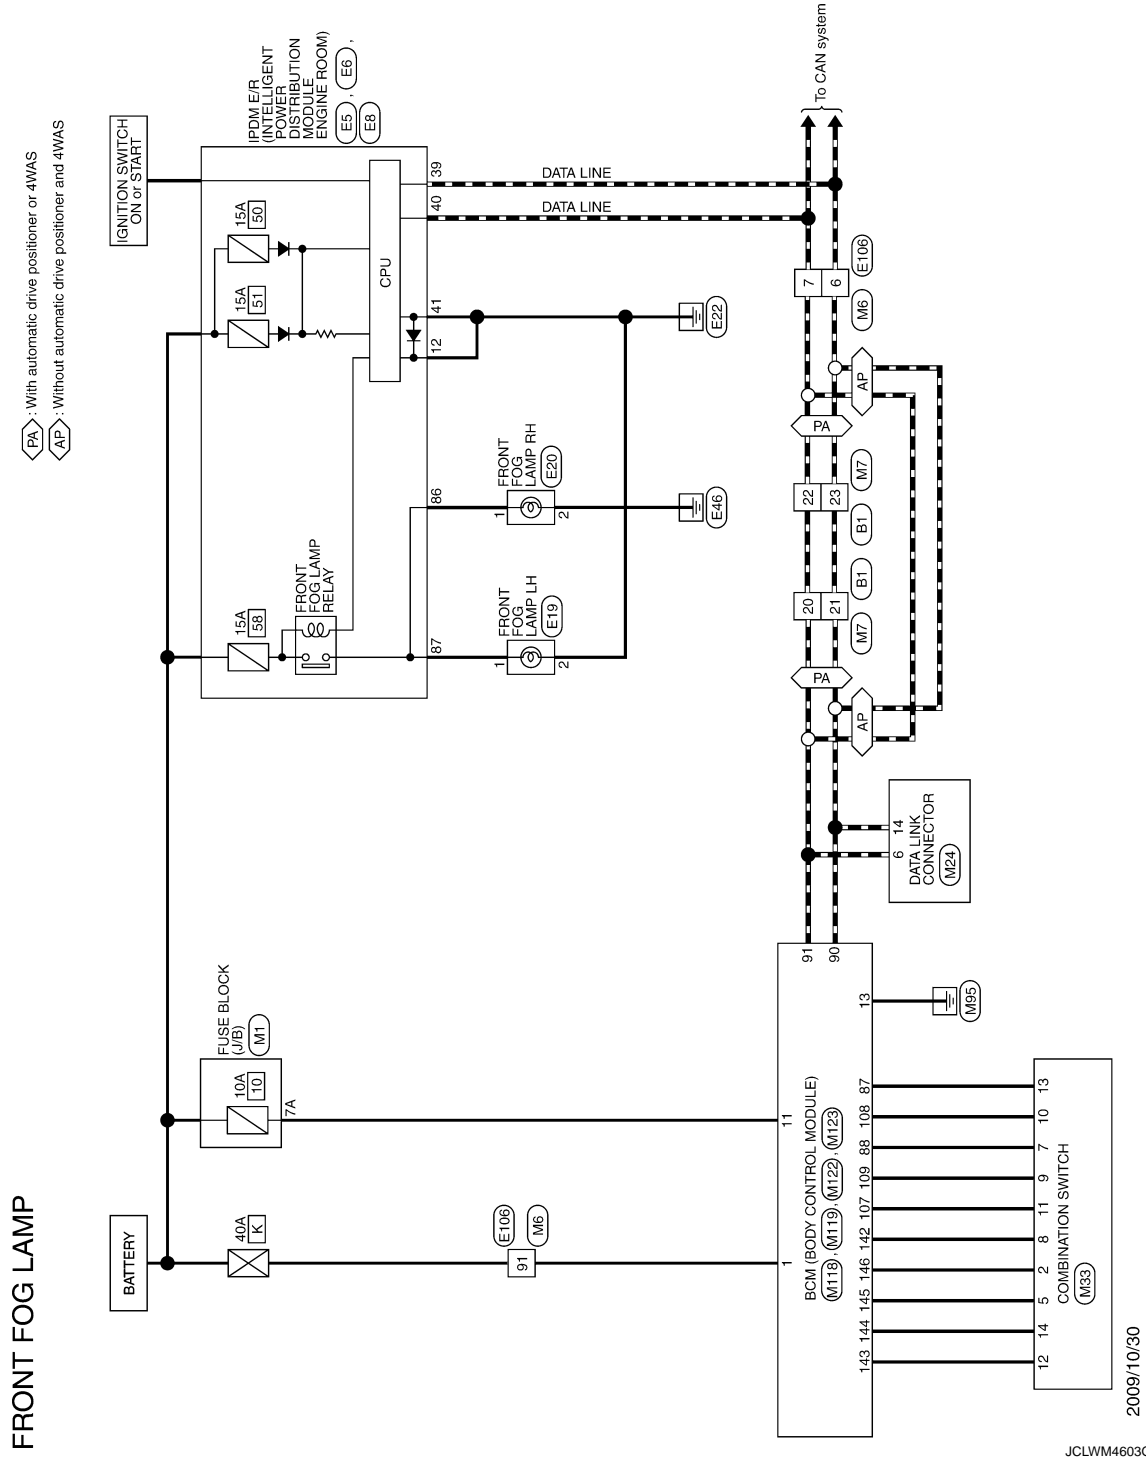 FRONT FOG LAMP
PA : With automatic drive positioner or 4WAS
AP : Without automatic drive positioner and 4WAS
BATTERY
IGNITION SWITCH
ON or START
40A
K
FUSE BLOCK
(J/B)
M1
10A
10
7A
IPDM E/R
(INTELLIGENT
POWER
DISTRIBUTION
MODULE
ENGINE ROOM)
E5 , E6 ,
E8
15A
58
15A
51
15A
50
FRONT
FOG LAMP
RELAY
CPU
87
86
12
41
40
39
DATA LINE
DATA LINE
E106
M6
91
FRONT
FOG
LAMP LH
E19
1
2
FRONT
FOG
LAMP RH
E20
1
2
E46
E22
To CAN system
1
11
BCM (BODY CONTROL MODULE)
M118 , M119 , M122 , M123
91
90
13
M95
143
144
145
146
142
107
109
88
108
87
12
14
5
2
8
11
9
7
10
13
COMBINATION SWITCH
M33
6
14
DATA LINK
CONNECTOR
M24
PA
AP
20
21
M7
B1
22
23
B1
M7
PA
AP
7
6
M6
E106
2009/10/30
JCLWM4603